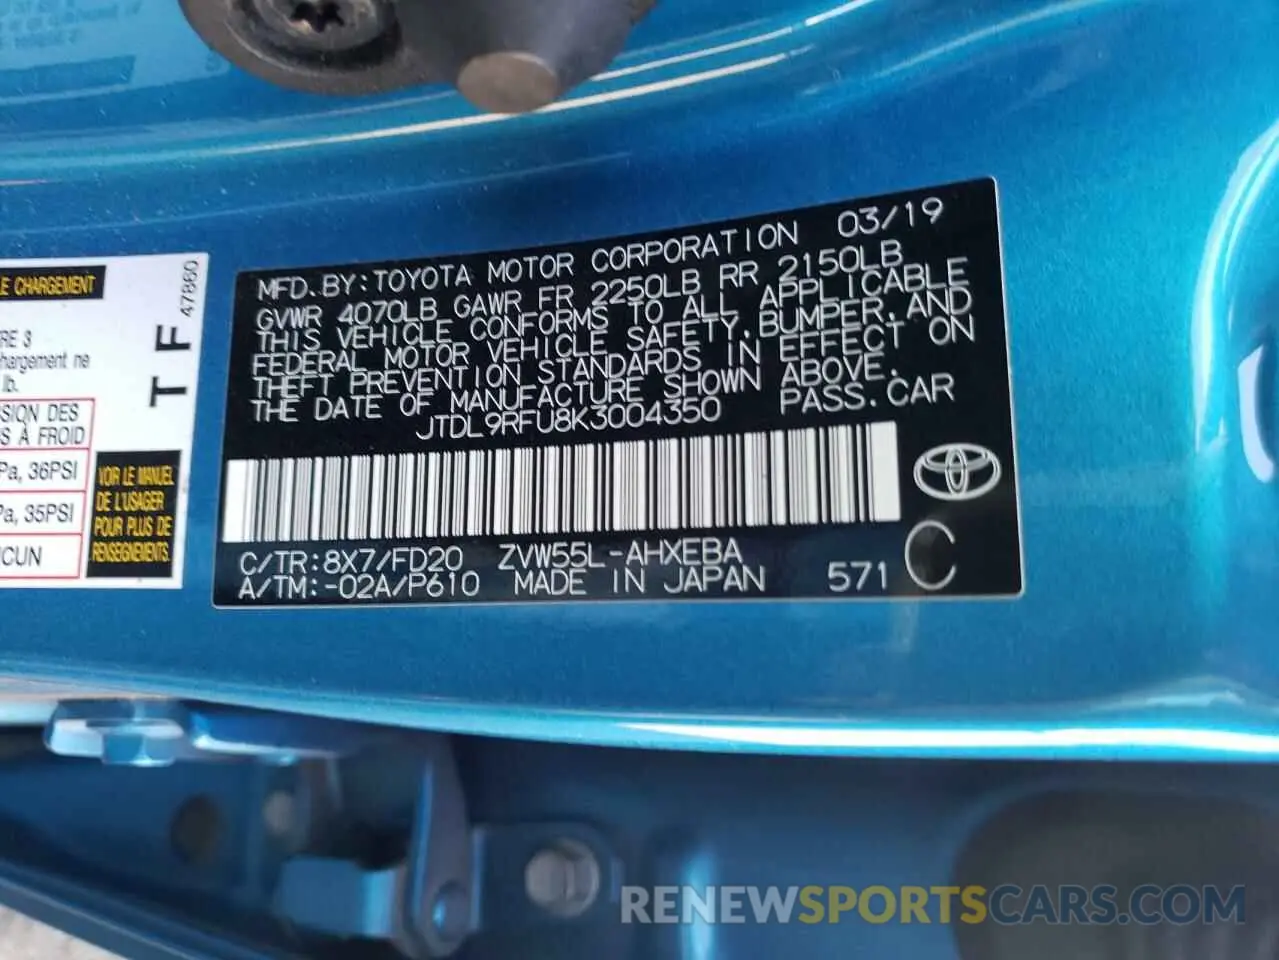 E CHARGEMENT
RE 3
hargement ne
lb.
SION DES
S À FROID
Pa, 36PSI
Pa, 35PSI
CUN
T F
47860
VOIR LE MANUEL
DE L'USAGER
POUR PLUS DE
RENSEIGNEMENTS.
MFD. BY: TOYOTA MOTOR CORPORATION 03/19
GVWR 4070LB GAWR FR 2250LB RR 2150LB
THIS VEHICLE CONFORMS TO ALL APPLICABLE
FEDERAL MOTOR VEHICLE SAFETY, BUMPER, AND
THEFT PREVENTION STANDARDS IN EFFECT ON
THE DATE OF MANUFACTURE SHOWN ABOVE.
JTDL9RFU8K3004350 PASS. CAR
C/TR: 8X7/FD20 ZVW55L-AHXEBA
A/TM: -02A/P610 MADE IN JAPAN 571 C
RENEWSPORTSCARS.COM